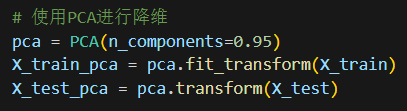 # 使用PCA进行降维
pca = PCA(n_components=0.95)
X_train_pca = pca.fit_transform(X_train)
X_test_pca = pca.transform(X_test)